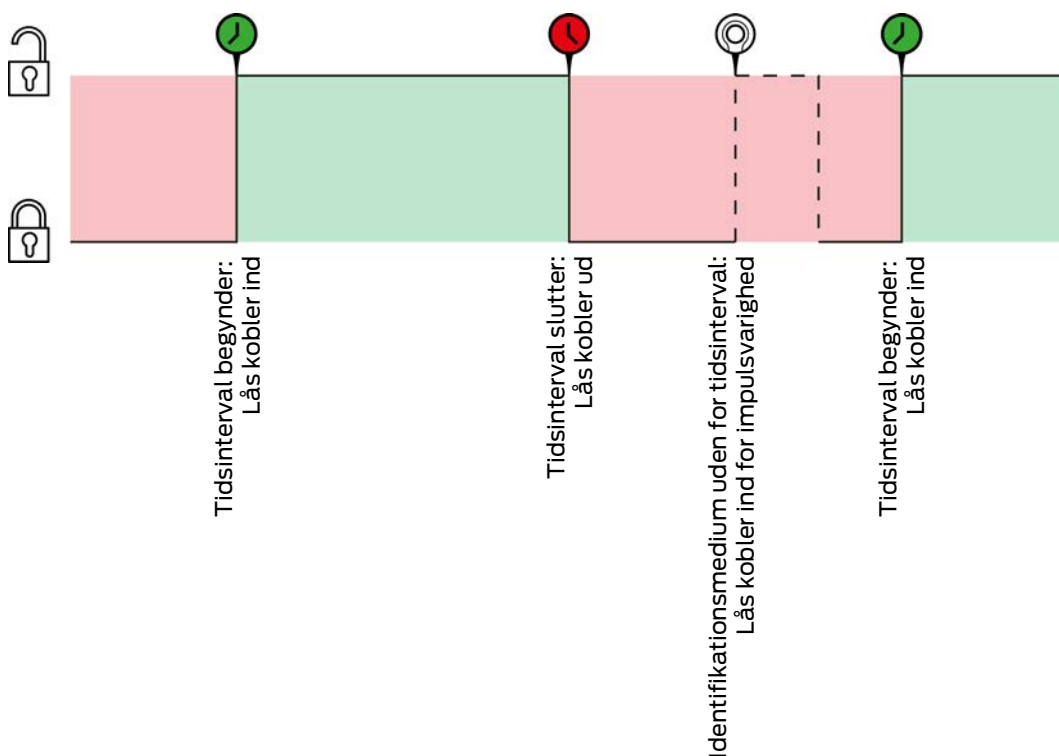 Tidsinterval begynder:
Lås kobler ind
Tidsinterval slutter:
Lås kobler ud
Identifikationsmedium uden for tidsinterval:
Lås kobler ind for impulsvarighed
Tidsinterval begynder:
Lås kobler ind